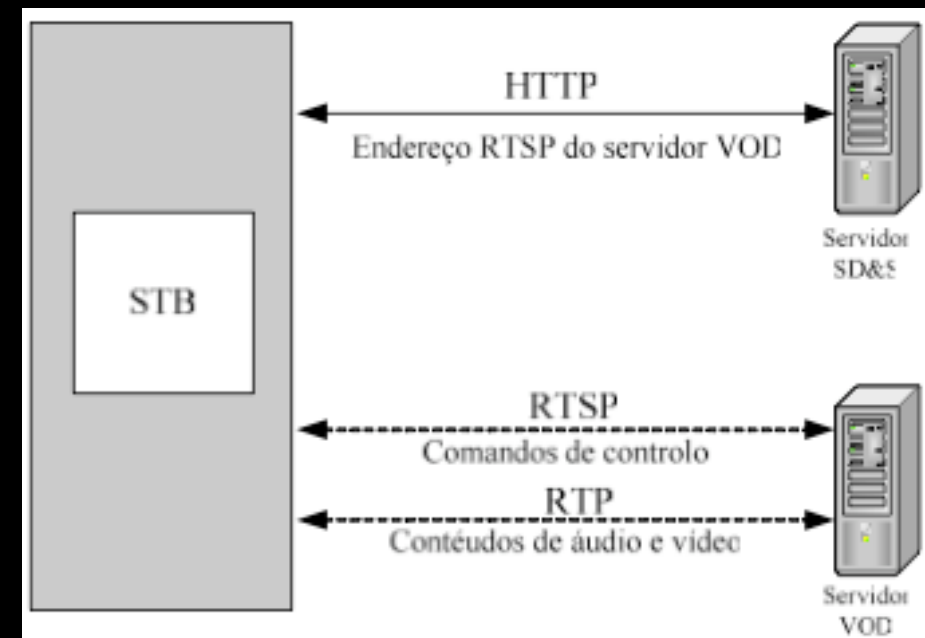 HTTP
Endereço RTSP do servidor VOD
Servidor
SD&S
STB
RTSP
Comandos de controlo
RTP
Contéudos de áudio e vídeo
Servidor
VOD